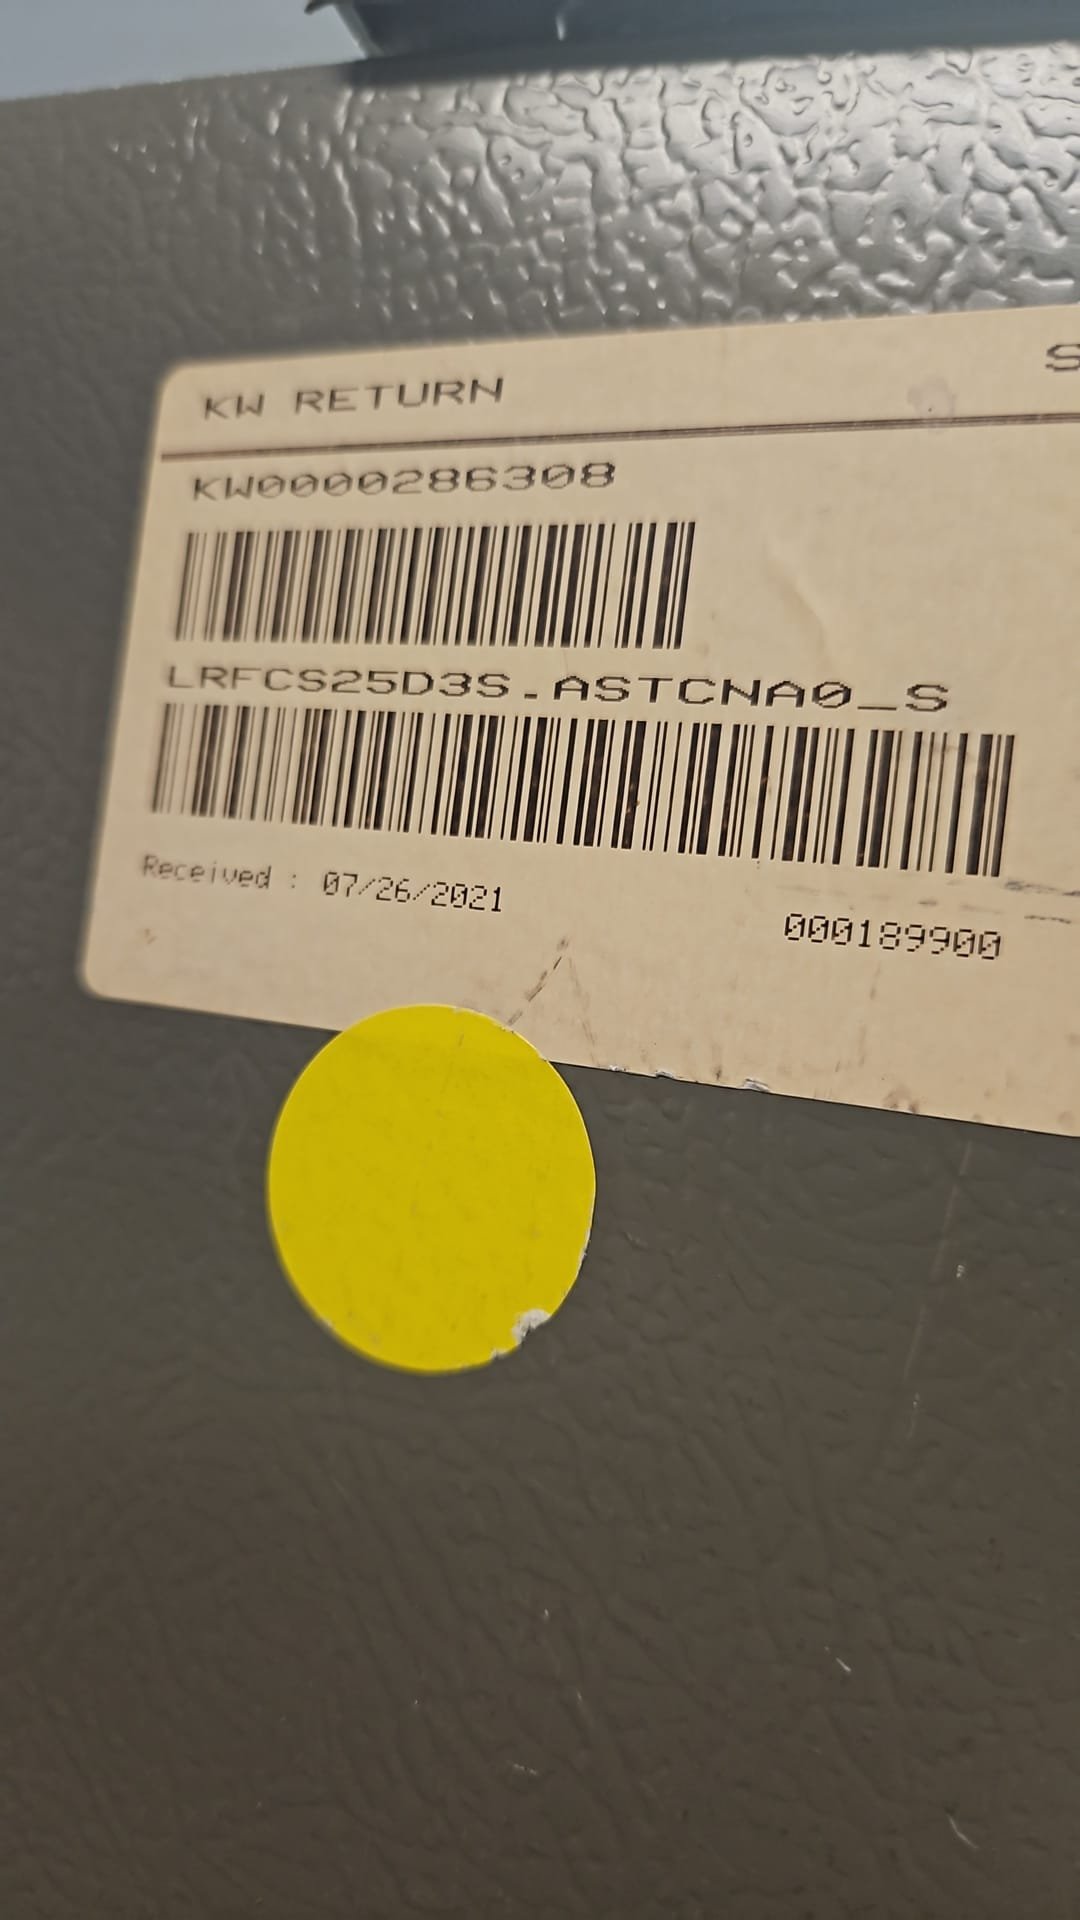 KW RETURN
S
KW0000286308
LRFCS25D3S.ASTCNA0_S
Received : 07/26/2021
000189900